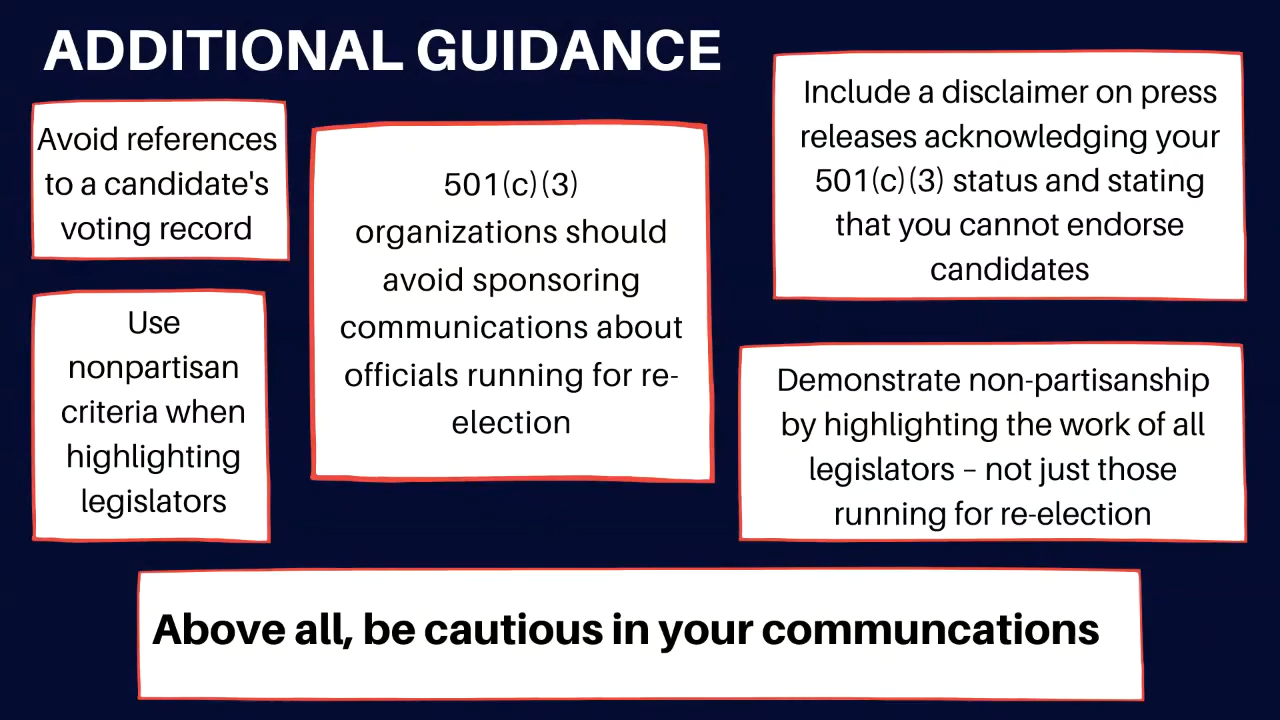 ADDITIONAL GUIDANCE
Avoid references
to a candidate's
voting record
Use
nonpartisan
criteria when
highlighting
legislators
501(c)(3)
organizations should
avoid sponsoring
communications about
officials running for re-
election
Include a disclaimer on press
releases acknowledging your
501(c)(3) status and stating
that you cannot endorse
candidates
Demonstrate non-partisanship
by highlighting the work of all
legislators – not just those
running for re-election
Above all, be cautious in your communcations